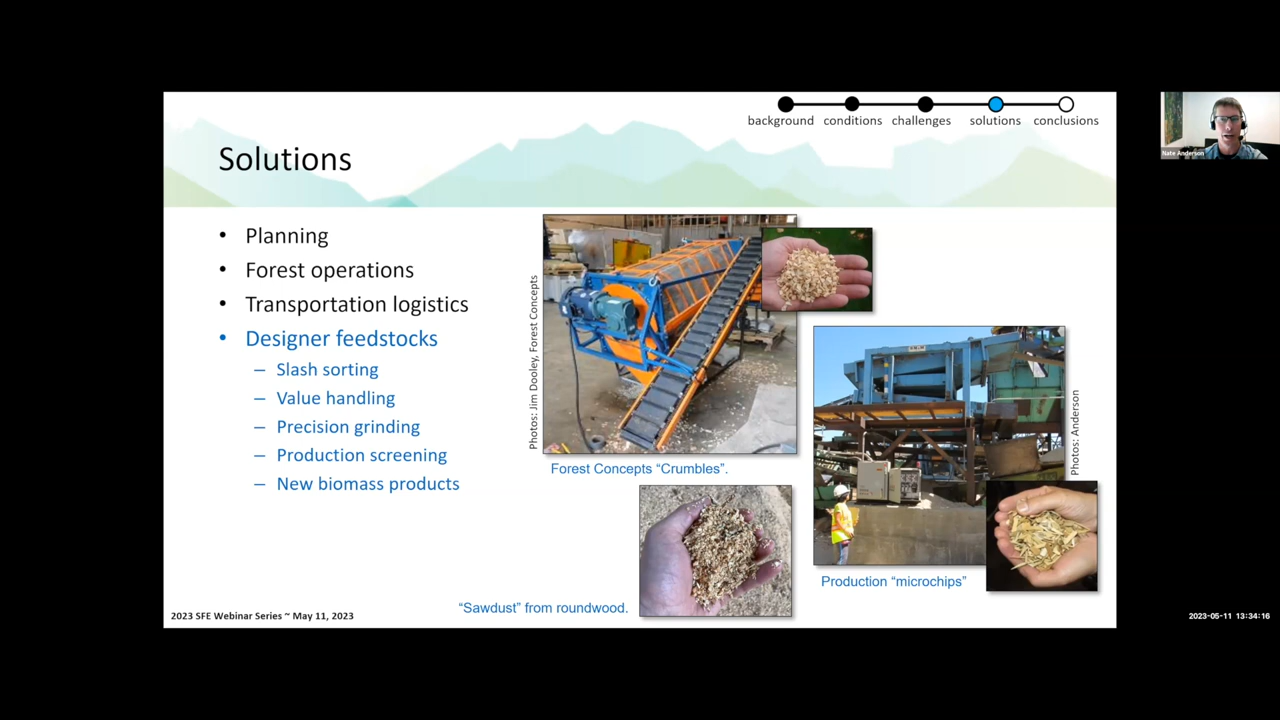 background conditions challenges solutions conclusions
Nate Anderson
Solutions
• Planning
• Forest operations
• Transportation logistics
• Designer feedstocks
– Slash sorting
– Value handling
– Precision grinding
– Production screening
– New biomass products
Photos: Jim Dooley, Forest Concepts
Forest Concepts “Crumbles”.
Photos: Anderson
Production “microchips”
“Sawdust” from roundwood.
2023 SFE Webinar Series ~ May 11, 2023
2023-05-11 13:34:16